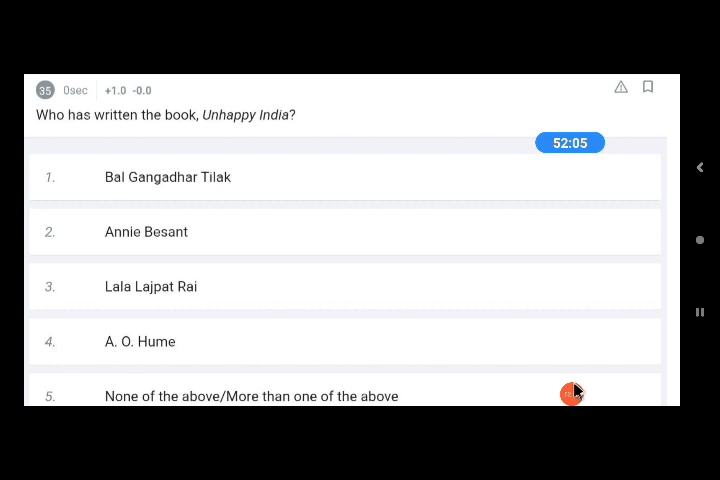 35 0sec +1.0 -0.0
Who has written the book, Unhappy India?
52:05
1. Bal Gangadhar Tilak
2. Annie Besant
3. Lala Lajpat Rai
4. A. O. Hume
5. None of the above/More than one of the above